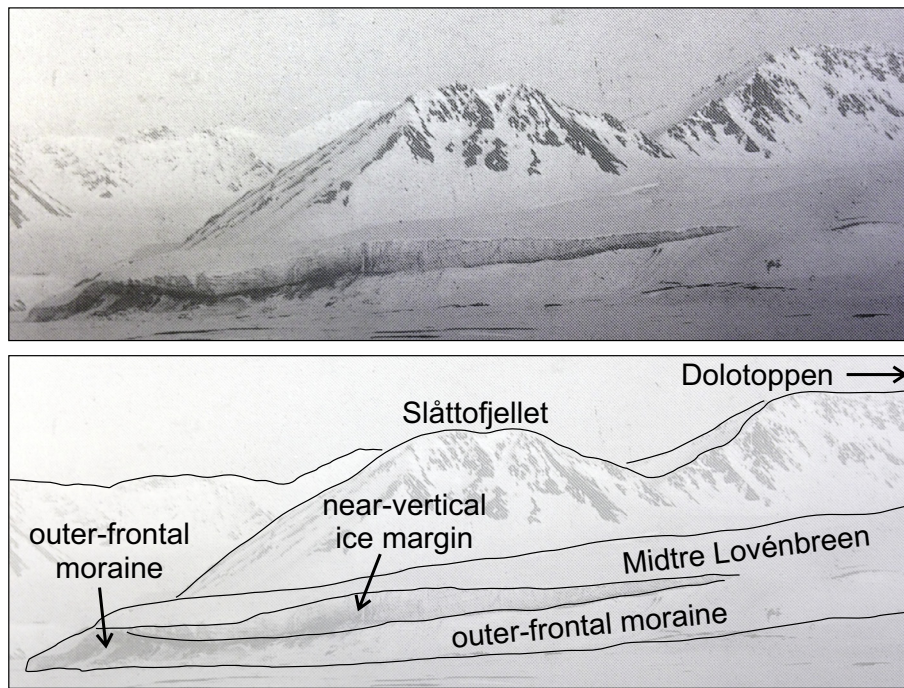 Dolotoppen
Slåttofjellet
near-vertical
ice margin
outer-frontal
moraine
Midtre Lovénbreen
outer-frontal moraine